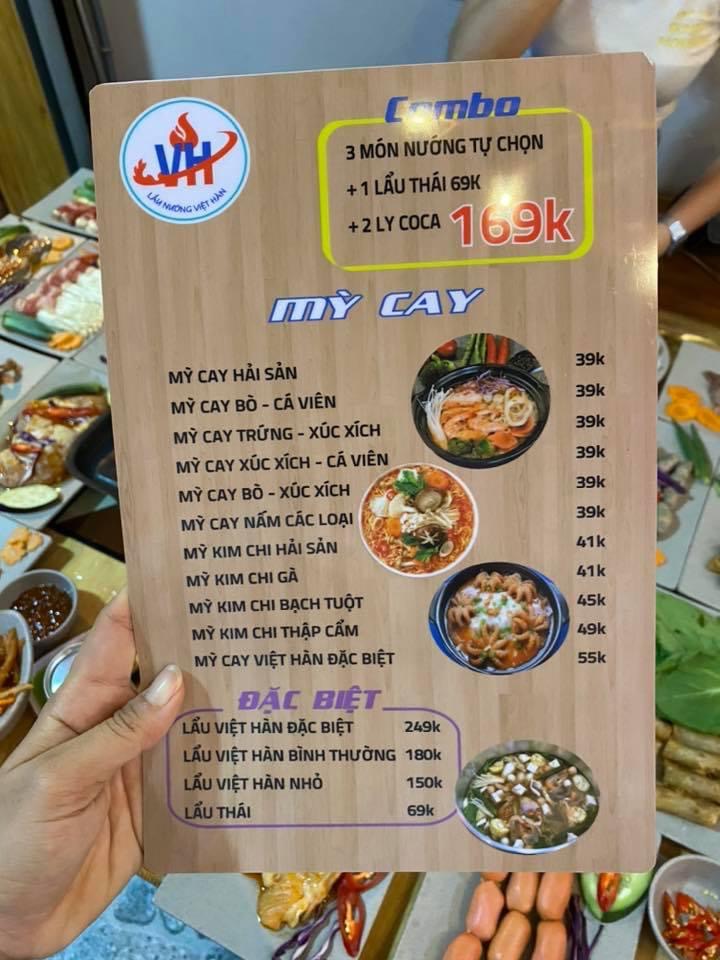 VH
LẨU NƯỚNG VIỆT HÀN
Combo
3 MÓN NƯỚNG TỰ CHỌN
+ 1 LẨU THÁI 69K
+ 2 LY COCA 169k
MỲ CAY
MỲ CAY HẢI SẢN 39k
MỲ CAY BÒ - CÁ VIÊN 39k
MỲ CAY TRỨNG - XÚC XÍCH 39k
MỲ CAY XÚC XÍCH - CÁ VIÊN 39k
MỲ CAY BÒ - XÚC XÍCH 39k
MỲ CAY NẤM CÁC LOẠI 39k
MỲ KIM CHI HẢI SẢN 41k
MỲ KIM CHI GÀ 41k
MỲ KIM CHI BẠCH TUỘT 45k
MỲ KIM CHI THẬP CẨM 49k
MỲ CAY VIỆT HÀN ĐẶC BIỆT 55k
ĐẶC BIỆT
LẨU VIỆT HÀN ĐẶC BIỆT 249k
LẨU VIỆT HÀN BÌNH THƯỜNG 180k
LẨU VIỆT HÀN NHỎ 150k
LẨU THÁI 69k